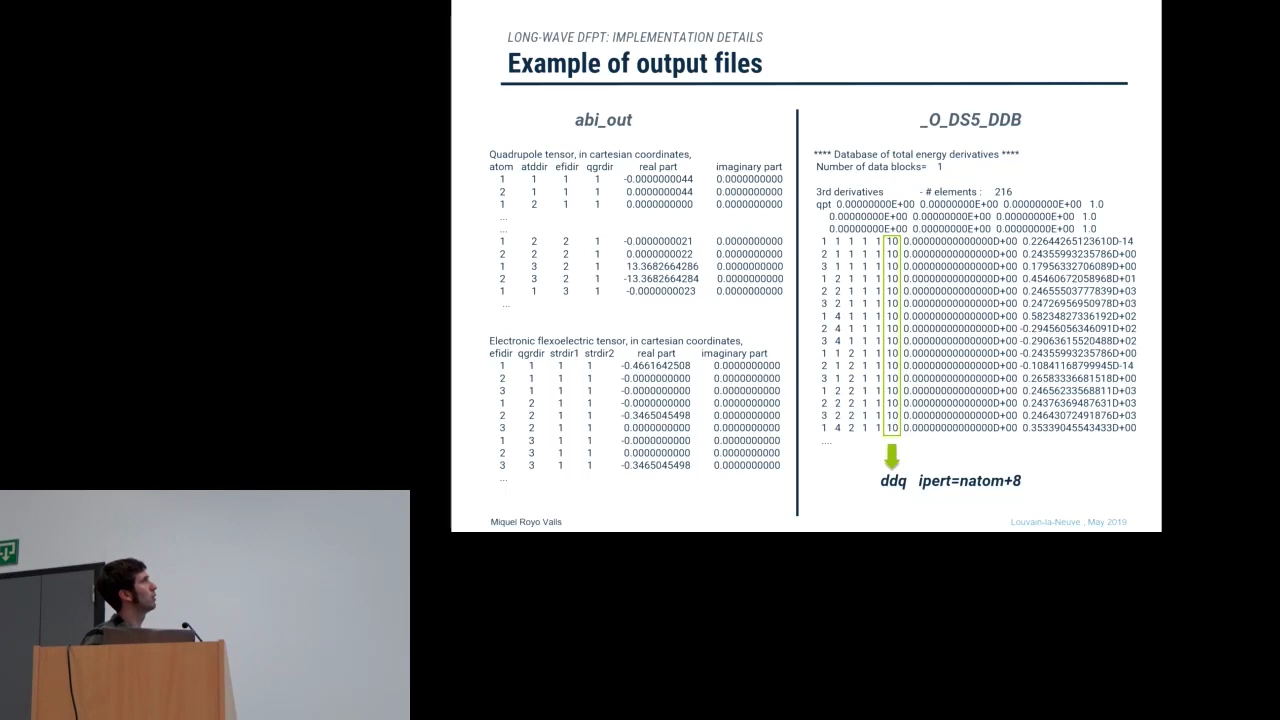 LONG-WAVE DFPT: IMPLEMENTATION DETAILS
Example of output files
abi_out
Quadrupole tensor, in cartesian coordinates,
atom atddir efidir qgrdir real part imaginary part
1 1 1 1 -0.0000000044 0.0000000000
2 1 1 1 0.0000000044 0.0000000000
1 2 1 1 0.0000000000 0.0000000000
...
...
1 2 2 1 -0.0000000021 0.0000000000
2 2 2 1 0.0000000022 0.0000000000
1 3 2 1 13.3682664286 0.0000000000
2 3 2 1 -13.3682664284 0.0000000000
1 1 3 1 -0.0000000023 0.0000000000
...
Electronic flexoelectric tensor, in cartesian coordinates,
efidir qgrdir strdir1 strdir2 real part imaginary part
1 1 1 1 -0.4661642508 0.0000000000
2 1 1 1 -0.0000000000 0.0000000000
3 1 1 1 -0.0000000000 0.0000000000
1 2 1 1 -0.0000000000 0.0000000000
2 2 1 1 -0.3465045498 0.0000000000
3 2 1 1 0.0000000000 0.0000000000
1 3 1 1 -0.0000000000 0.0000000000
2 3 1 1 0.0000000000 0.0000000000
3 3 1 1 -0.3465045498 0.0000000000
...
_O_DS5_DDB
**** Database of total energy derivatives ****
Number of data blocks= 1
3rd derivatives - # elements : 216
qpt 0.00000000E+00 0.00000000E+00 0.00000000E+00 1.0
0.00000000E+00 0.00000000E+00 0.00000000E+00 1.0
0.00000000E+00 0.00000000E+00 0.00000000E+00 1.0
1 1 1 1 1 10 0.00000000000000D+00 0.22644265123610D-14
2 1 1 1 1 10 0.00000000000000D+00 0.24355993235786D+00
3 1 1 1 1 10 0.00000000000000D+00 0.17956332706089D+00
1 2 1 1 1 10 0.00000000000000D+00 0.45460672058968D+01
2 2 1 1 1 10 0.00000000000000D+00 0.24655503777839D+03
3 2 1 1 1 10 0.00000000000000D+00 0.24726956950978D+03
1 4 1 1 1 10 0.00000000000000D+00 0.58234827336192D+02
2 4 1 1 1 10 0.00000000000000D+00 -0.29456056346091D+02
3 4 1 1 1 10 0.00000000000000D+00 -0.29063615520488D+02
1 1 2 1 1 10 0.00000000000000D+00 -0.24355993235786D+00
2 1 2 1 1 10 0.00000000000000D+00 -0.10841168799945D-14
3 1 2 1 1 10 0.00000000000000D+00 0.26583336681518D+00
1 2 2 1 1 10 0.00000000000000D+00 0.24656233568811D+03
2 2 2 1 1 10 0.00000000000000D+00 0.24376369487631D+03
3 2 2 1 1 10 0.00000000000000D+00 0.24643072491876D+03
1 4 2 1 1 10 0.00000000000000D+00 0.35339045543433D+00
....
ddq ipert=natom+8
Miquel Royo Valls
Louvain-la-Neuve , May 2019